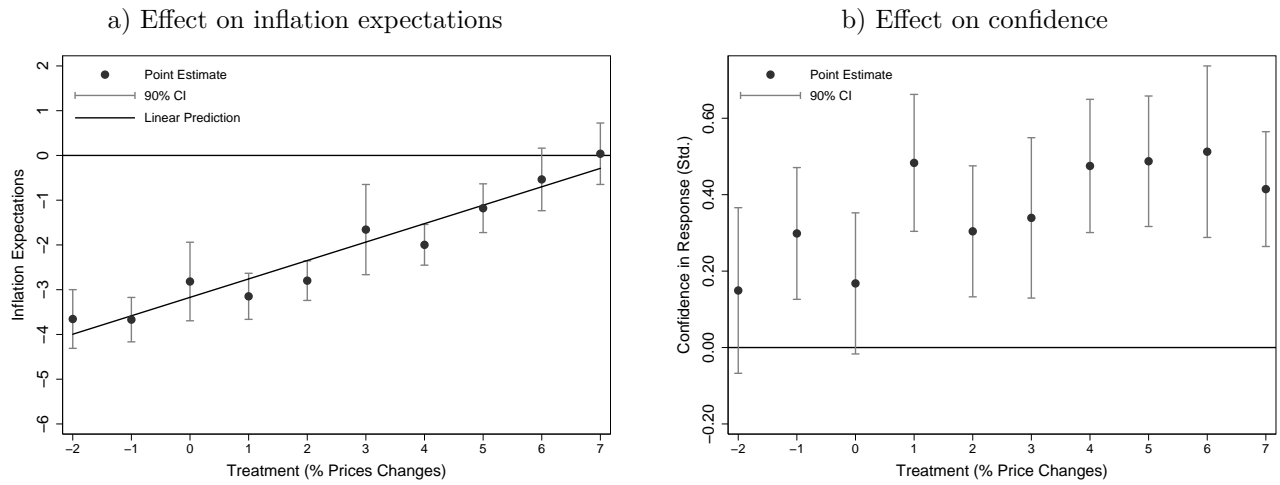 a) Effect on inflation expectations
Point Estimate
90% CI
Linear Prediction
Inflation Expectations
2
1
0
−1
−2
−3
−4
−5
−6
−2 −1 0 1 2 3 4 5 6 7
Treatment (% Prices Changes)
b) Effect on confidence
Point Estimate
90% CI
Confidence in Response (Std.)
0.60
0.40
0.20
0.00
−0.20
−2 −1 0 1 2 3 4 5 6 7
Treatment (% Price Changes)